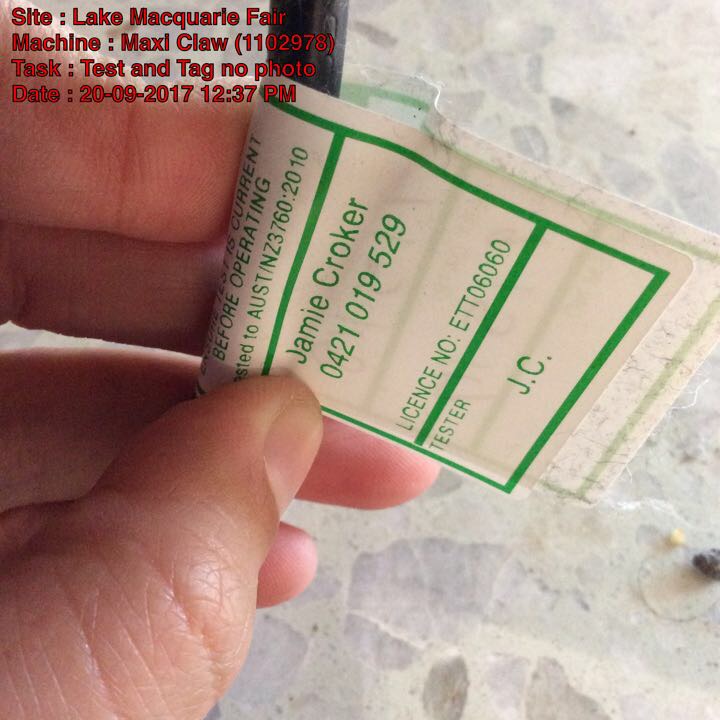 Site : Lake Macquarie Fair
Machine : Maxi Claw (1102978)
Task : Test and Tag no photo
Date : 20-09-2017 12:37 PM
IS CURRENT
BEFORE OPERATING
to AUST/NZ3760:2010
Jamie Croker
0421 019 529
LICENCE NO: ETT06060
TESTER
J.C.